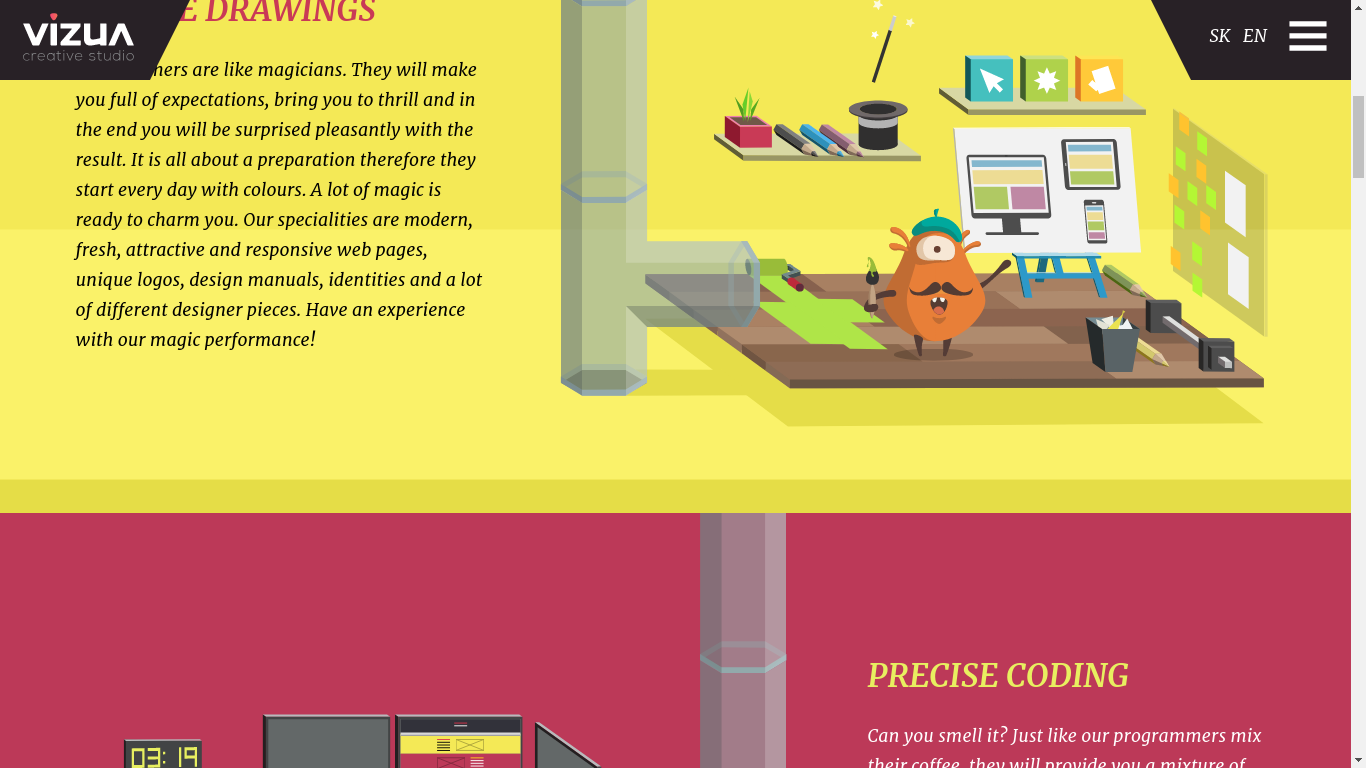 VIZUA
creative studio
E DRAWINGS
SK EN
ners are like magicians. They will make
you full of expectations, bring you to thrill and in
the end you will be surprised pleasantly with the
result. It is all about a preparation therefore they
start every day with colours. A lot of magic is
ready to charm you. Our specialities are modern,
fresh, attractive and responsive web pages,
unique logos, design manuals, identities and a lot
of different designer pieces. Have an experience
with our magic performance!
PRECISE CODING
Can you smell it? Just like our programmers mix
their coffee, they will provide you a mixture of
03:19